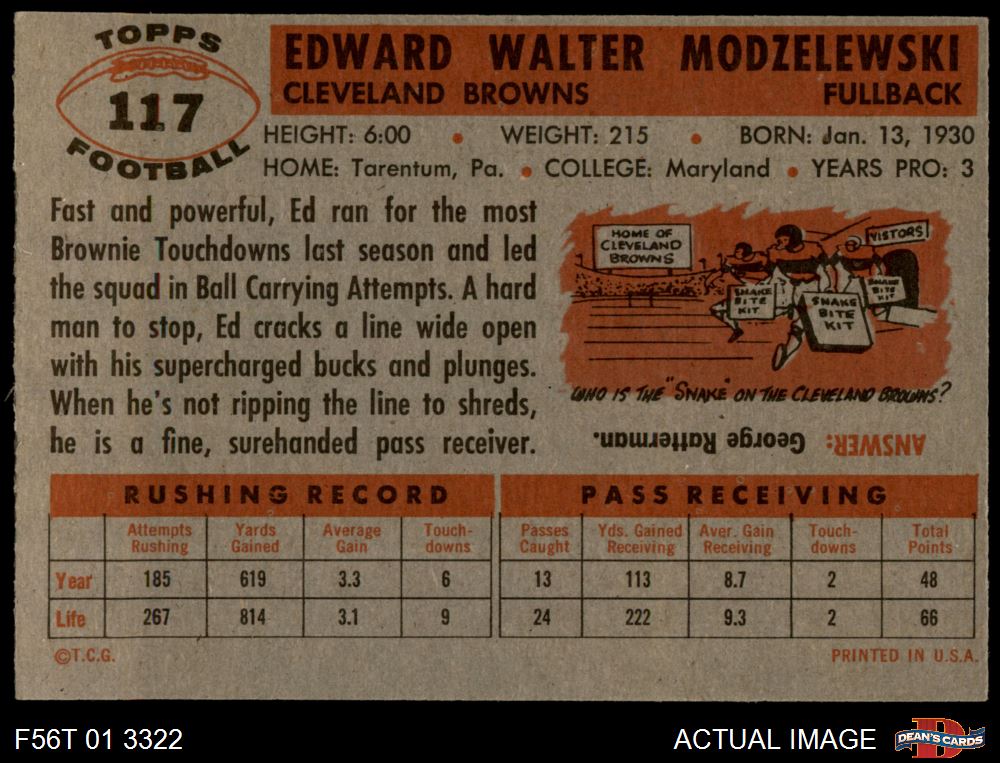 TOPPS
117
FOOTBALL
EDWARD WALTER MODZELEWSKI
CLEVELAND BROWNS FULLBACK
HEIGHT: 6:00 • WEIGHT: 215 • BORN: Jan. 13, 1930
HOME: Tarentum, Pa. • COLLEGE: Maryland • YEARS PRO: 3
Fast and powerful, Ed ran for the most
Brownie Touchdowns last season and led
the squad in Ball Carrying Attempts. A hard
man to stop, Ed cracks a line wide open
with his supercharged bucks and plunges.
When he's not ripping the line to shreds,
he is a fine, surehanded pass receiver.
HOME OF
CLEVELAND
BROWNS
VISTORS
SNAKE
BITE
KIT
SNAKE
BITE
KIT
SNAKE
BITE
KIT
WHO IS THE "SNAKE" ON THE CLEVELAND BROWNS?
ANSWER: George Ratterman.
RUSHING RECORD
Attempts Rushing Yards Gained Average Gain Touch-downs
Year 185 619 3.3 6
Life 267 814 3.1 9
PASS RECEIVING
Passes Caught Yds. Gained Receiving Aver. Gain Receiving Touch-downs Total Points
13 113 8.7 2 48
24 222 9.3 2 66
©T.C.G. PRINTED IN U.S.A.
F56T 01 3322 ACTUAL IMAGE
D
DEAN'S CARDS